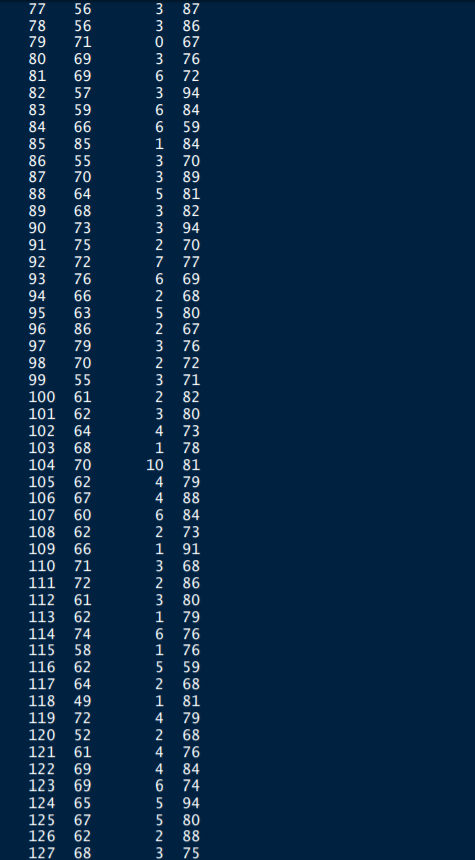 77 56 3 87
78 56 3 86
79 71 0 67
80 69 3 76
81 69 6 72
82 57 3 94
83 59 6 84
84 66 6 59
85 85 1 84
86 55 3 70
87 70 3 89
88 64 5 81
89 68 3 82
90 73 3 94
91 75 2 70
92 72 7 77
93 76 6 69
94 66 2 68
95 63 5 80
96 86 2 67
97 79 3 76
98 70 2 72
99 55 3 71
100 61 2 82
101 62 3 80
102 64 4 73
103 68 1 78
104 70 10 81
105 62 4 79
106 67 4 88
107 60 6 84
108 62 2 73
109 66 1 91
110 71 3 68
111 72 2 86
112 61 3 80
113 62 1 79
114 74 6 76
115 58 1 76
116 62 5 59
117 64 2 68
118 49 1 81
119 72 4 79
120 52 2 68
121 61 4 76
122 69 4 84
123 69 6 74
124 65 5 94
125 67 5 80
126 62 2 88
127 68 3 75